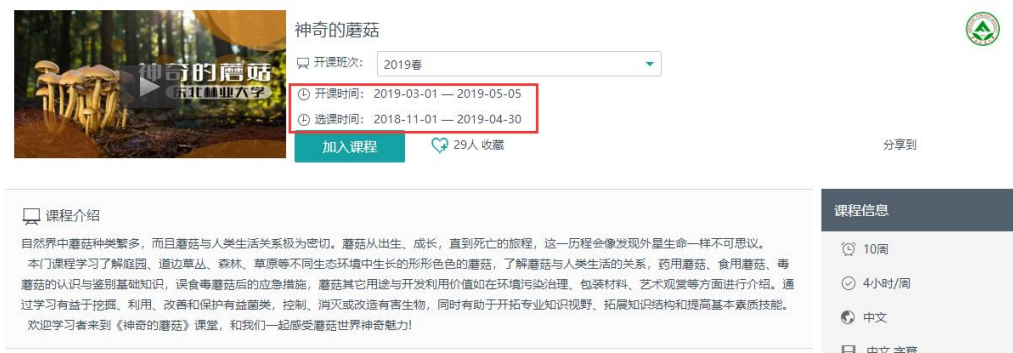 神奇的蘑菇
东北林业大学
神奇的蘑菇
开课班次： 2019春
开课时间： 2019-03-01 — 2019-05-05
选课时间： 2018-11-01 — 2019-04-30
加入课程 29人 收藏 分享到
课程介绍
自然界中蘑菇种类繁多，而且蘑菇与人类生活关系极为密切。蘑菇从出生、成长，直到死亡的旅程，这一历程会像发现外星生命一样不可思议。
本门课程学习了解庭园、道边草丛、森林、草原等不同生态环境中生长的形形色色的蘑菇，了解蘑菇与人类生活的关系，药用蘑菇、食用蘑菇、毒
蘑菇的认识与鉴别基础知识，误食毒蘑菇后的应急措施，蘑菇其它用途与开发利用价值如在环境污染治理、包装材料、艺术观赏等方面进行介绍。通
过学习有益于挖掘、利用、改善和保护有益菌类，控制、消灭或改造有害生物，同时有助于开拓专业知识视野、拓展知识结构和提高基本素质技能。
欢迎学习者来到《神奇的蘑菇》课堂，和我们一起感受蘑菇世界神奇魅力!
课程信息
10周
4小时/周
中文
中文 字幕